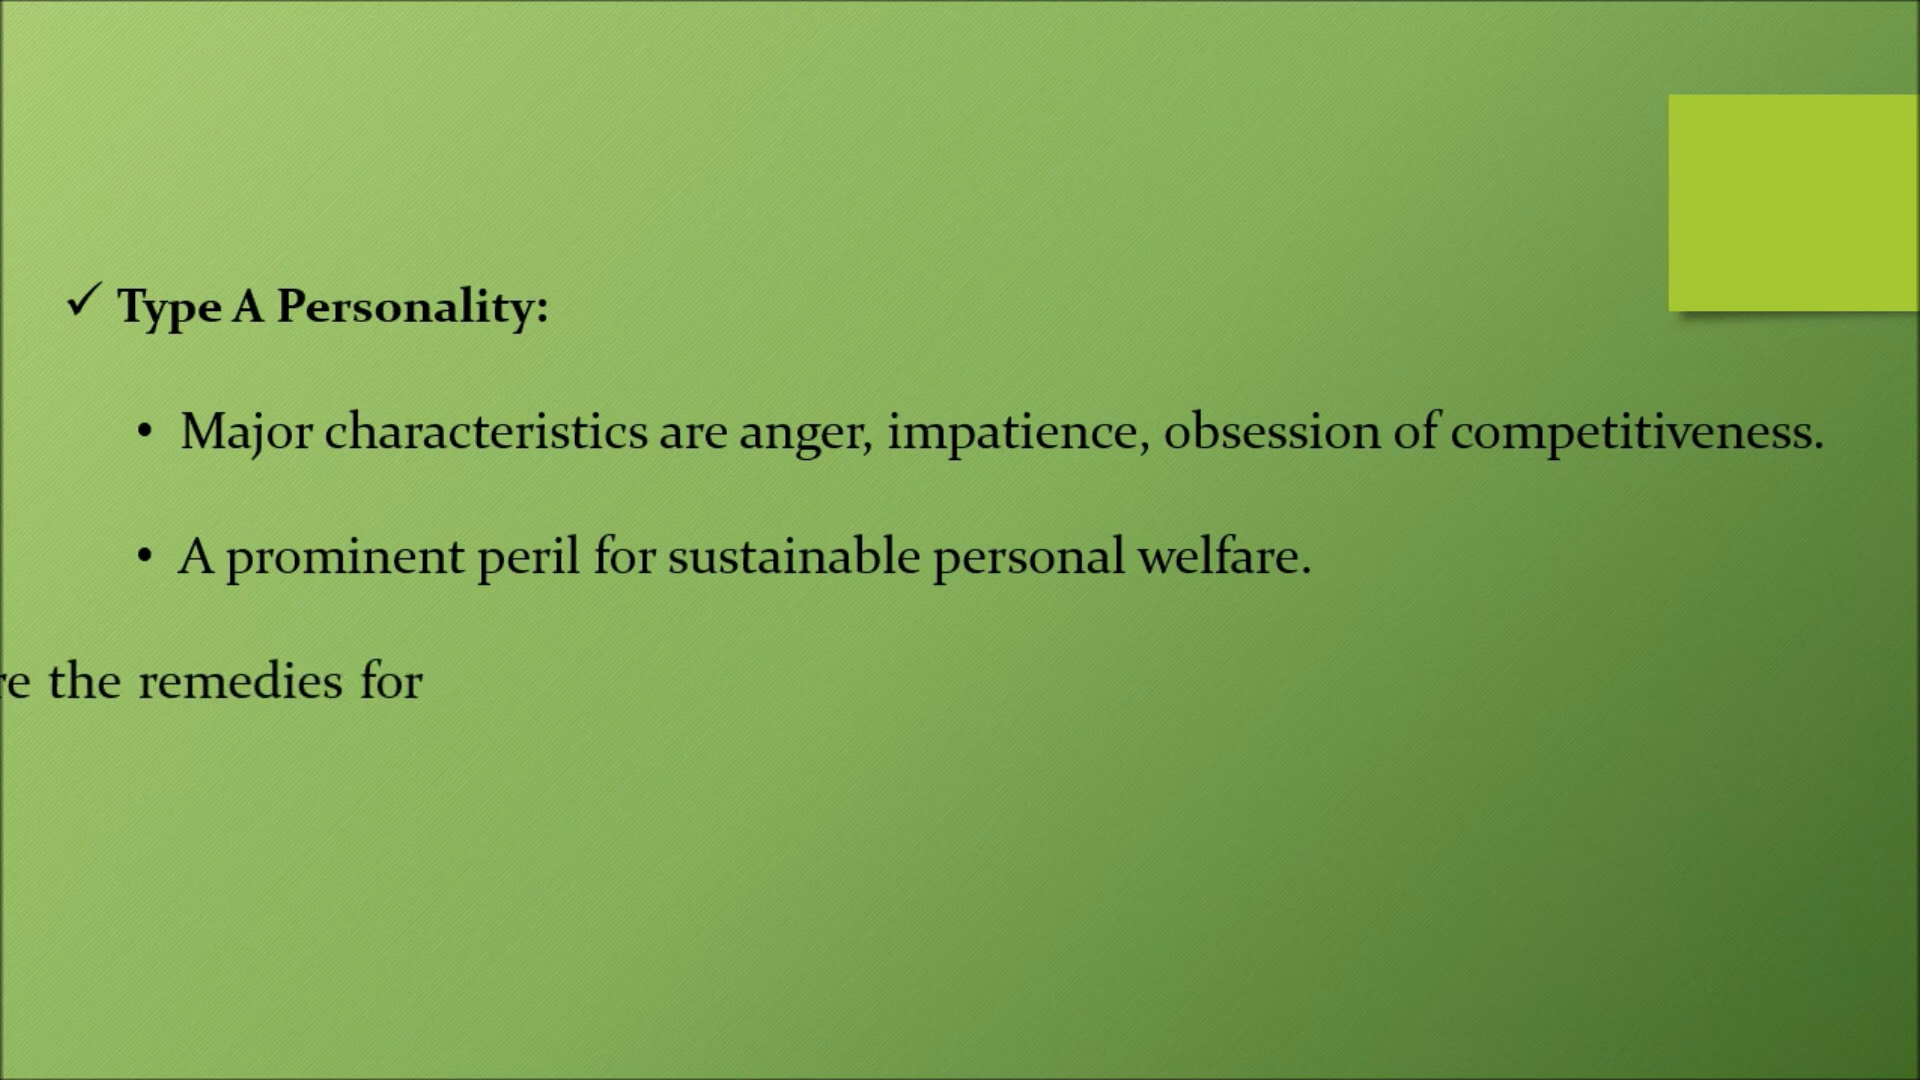 ✓ Type A Personality:
• Major characteristics are anger, impatience, obsession of competitiveness.
• A prominent peril for sustainable personal welfare.
the remedies for